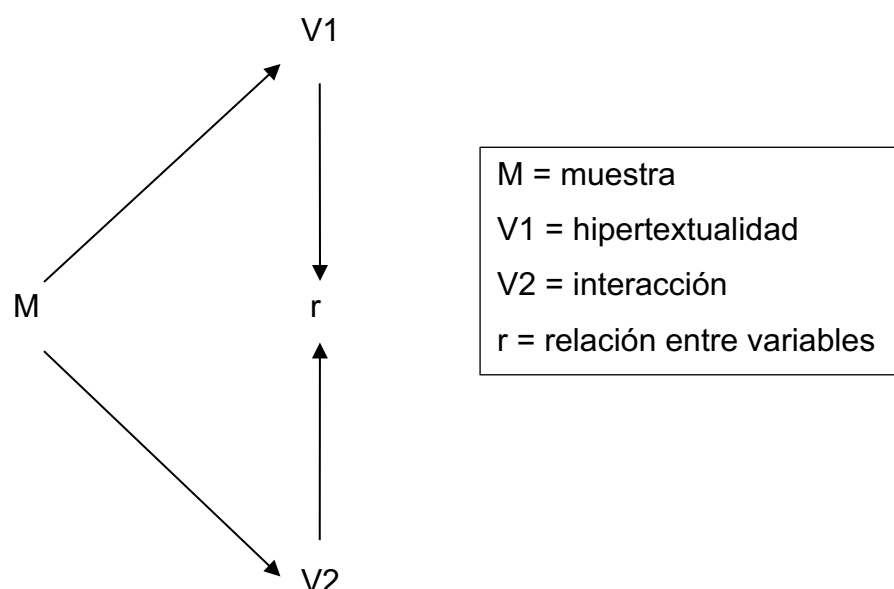 V1
M = muestra
V1 = hipertextualidad
V2 = interacción
M
r
r = relación entre variables
V2